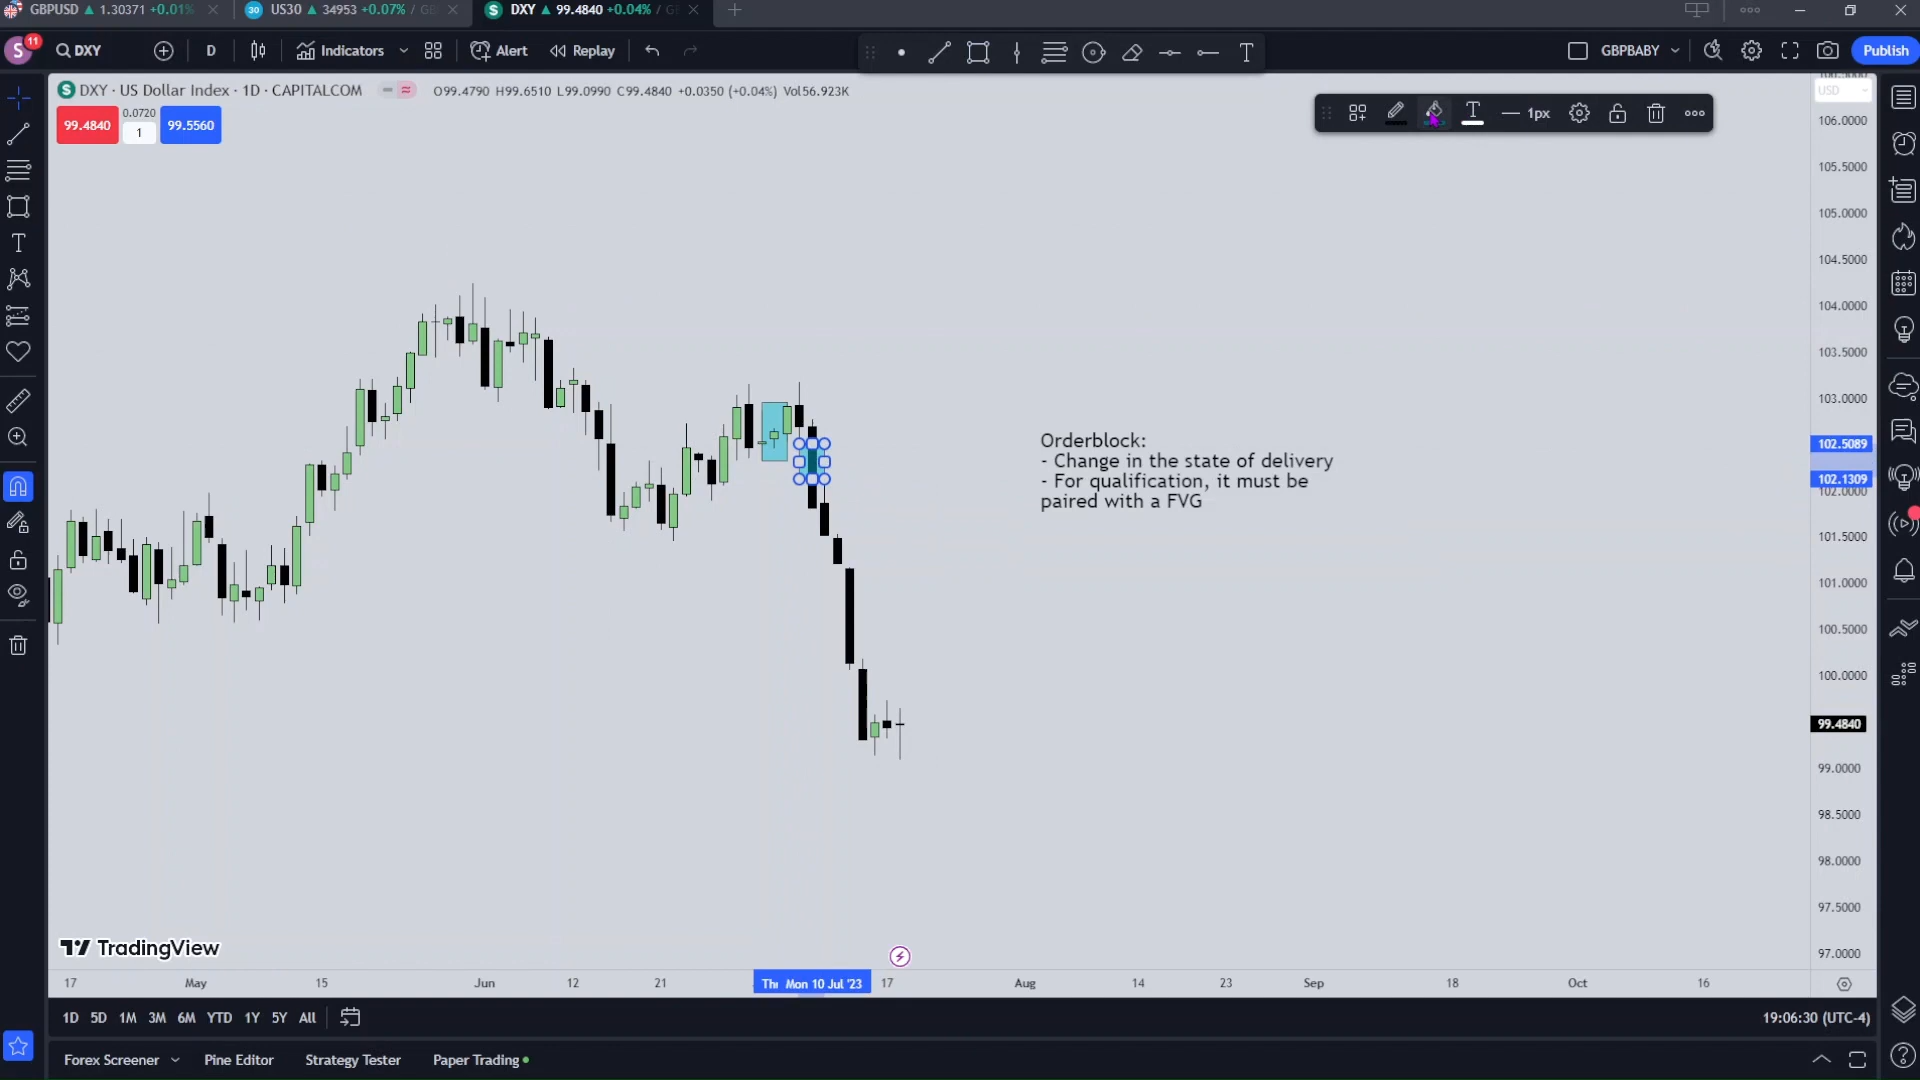 GBPUSD ▲ 1.30371 +0.01%
30 US30 ▲ 34953 +0.07% / GB
S DXY ▲ 99.4840 +0.04% / GB
S 11 DXY D Indicators Alert Replay T GBPBABY Publish
S DXY · US Dollar Index · 1D · CAPITALCOM O99.4790 H99.6510 L99.0990 C99.4840 +0.0350 (+0.04%) Vol56.923K
USD
99.4840 0.0720 1 99.5560
T 1px
106.0000
105.5000
105.0000
104.5000
104.0000
103.5000
103.0000
Orderblock:
- Change in the state of delivery
- For qualification, it must be
paired with a FVG
102.5089
102.1309
102.0000
101.5000
101.0000
100.5000
100.0000
99.4840
99.0000
98.5000
98.0000
97.5000
97.0000
TradingView
17 May 15 Jun 12 21 Thu Mon 10 Jul '23 17 Aug 14 23 Sep 18 Oct 16
1D 5D 1M 3M 6M YTD 1Y 5Y All 19:06:30 (UTC-4)
Forex Screener Pine Editor Strategy Tester Paper Trading